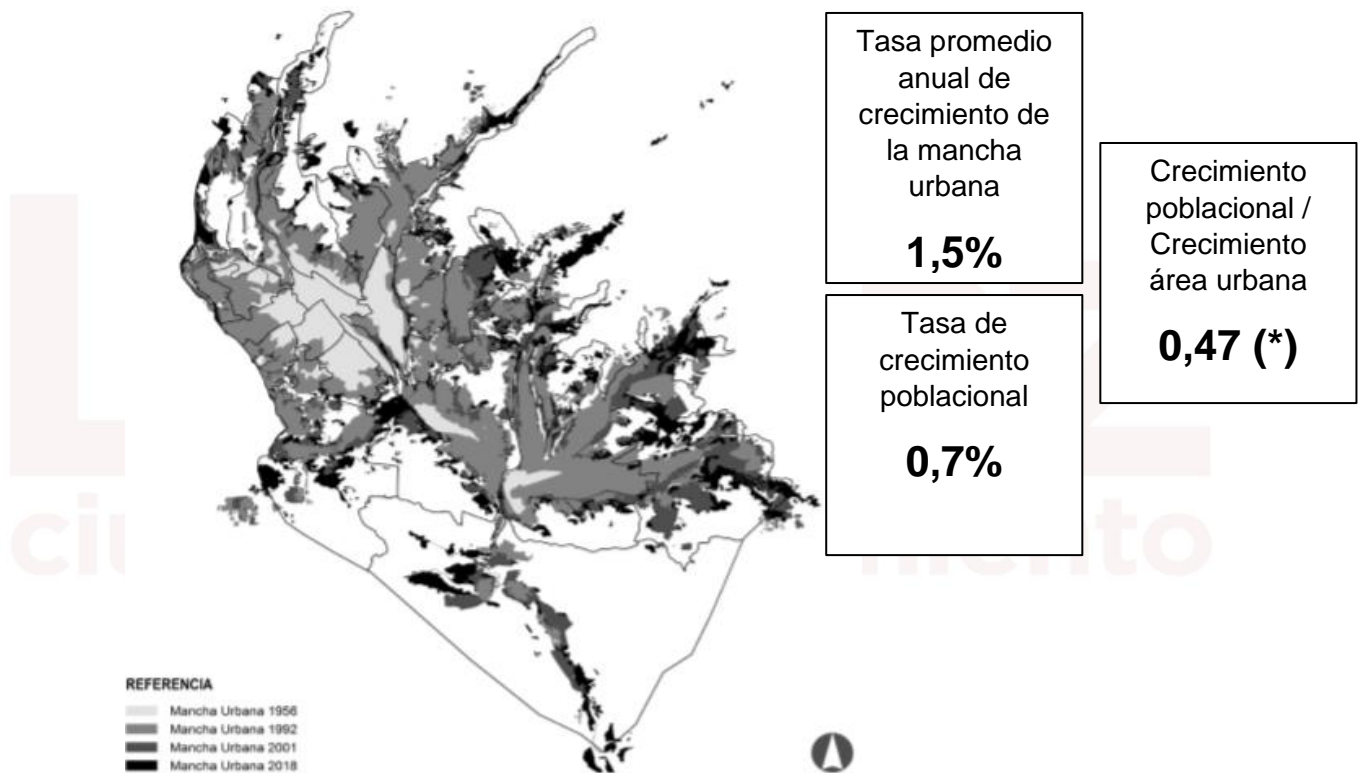 Tasa promedio
anual de
crecimiento de
la mancha
urbana
1,5%
Tasa de
crecimiento
poblacional
0,7%
Crecimiento
poblacional /
Crecimiento
área urbana
0,47 (*)
REFERENCIA
Mancha Urbana 1956
Mancha Urbana 1992
Mancha Urbana 2001
Mancha Urbana 2018